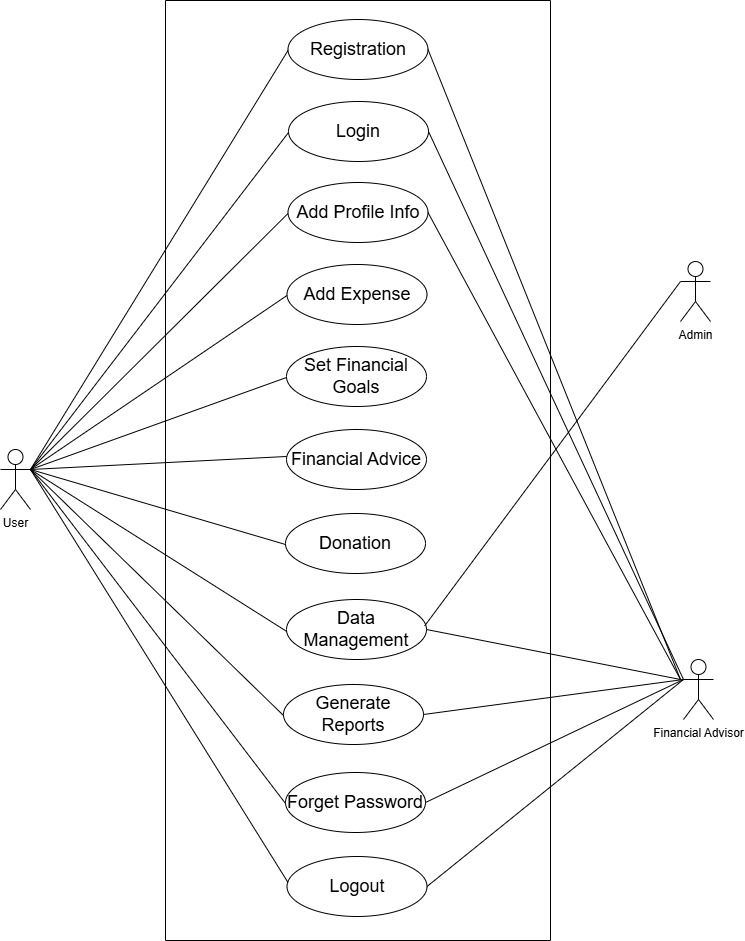 Registration
Login
Add Profile Info
Add Expense
Set Financial
Goals
Financial Advice
Donation
Data
Management
Generate
Reports
Forget Password
Logout
User
Admin
Financial Advisor